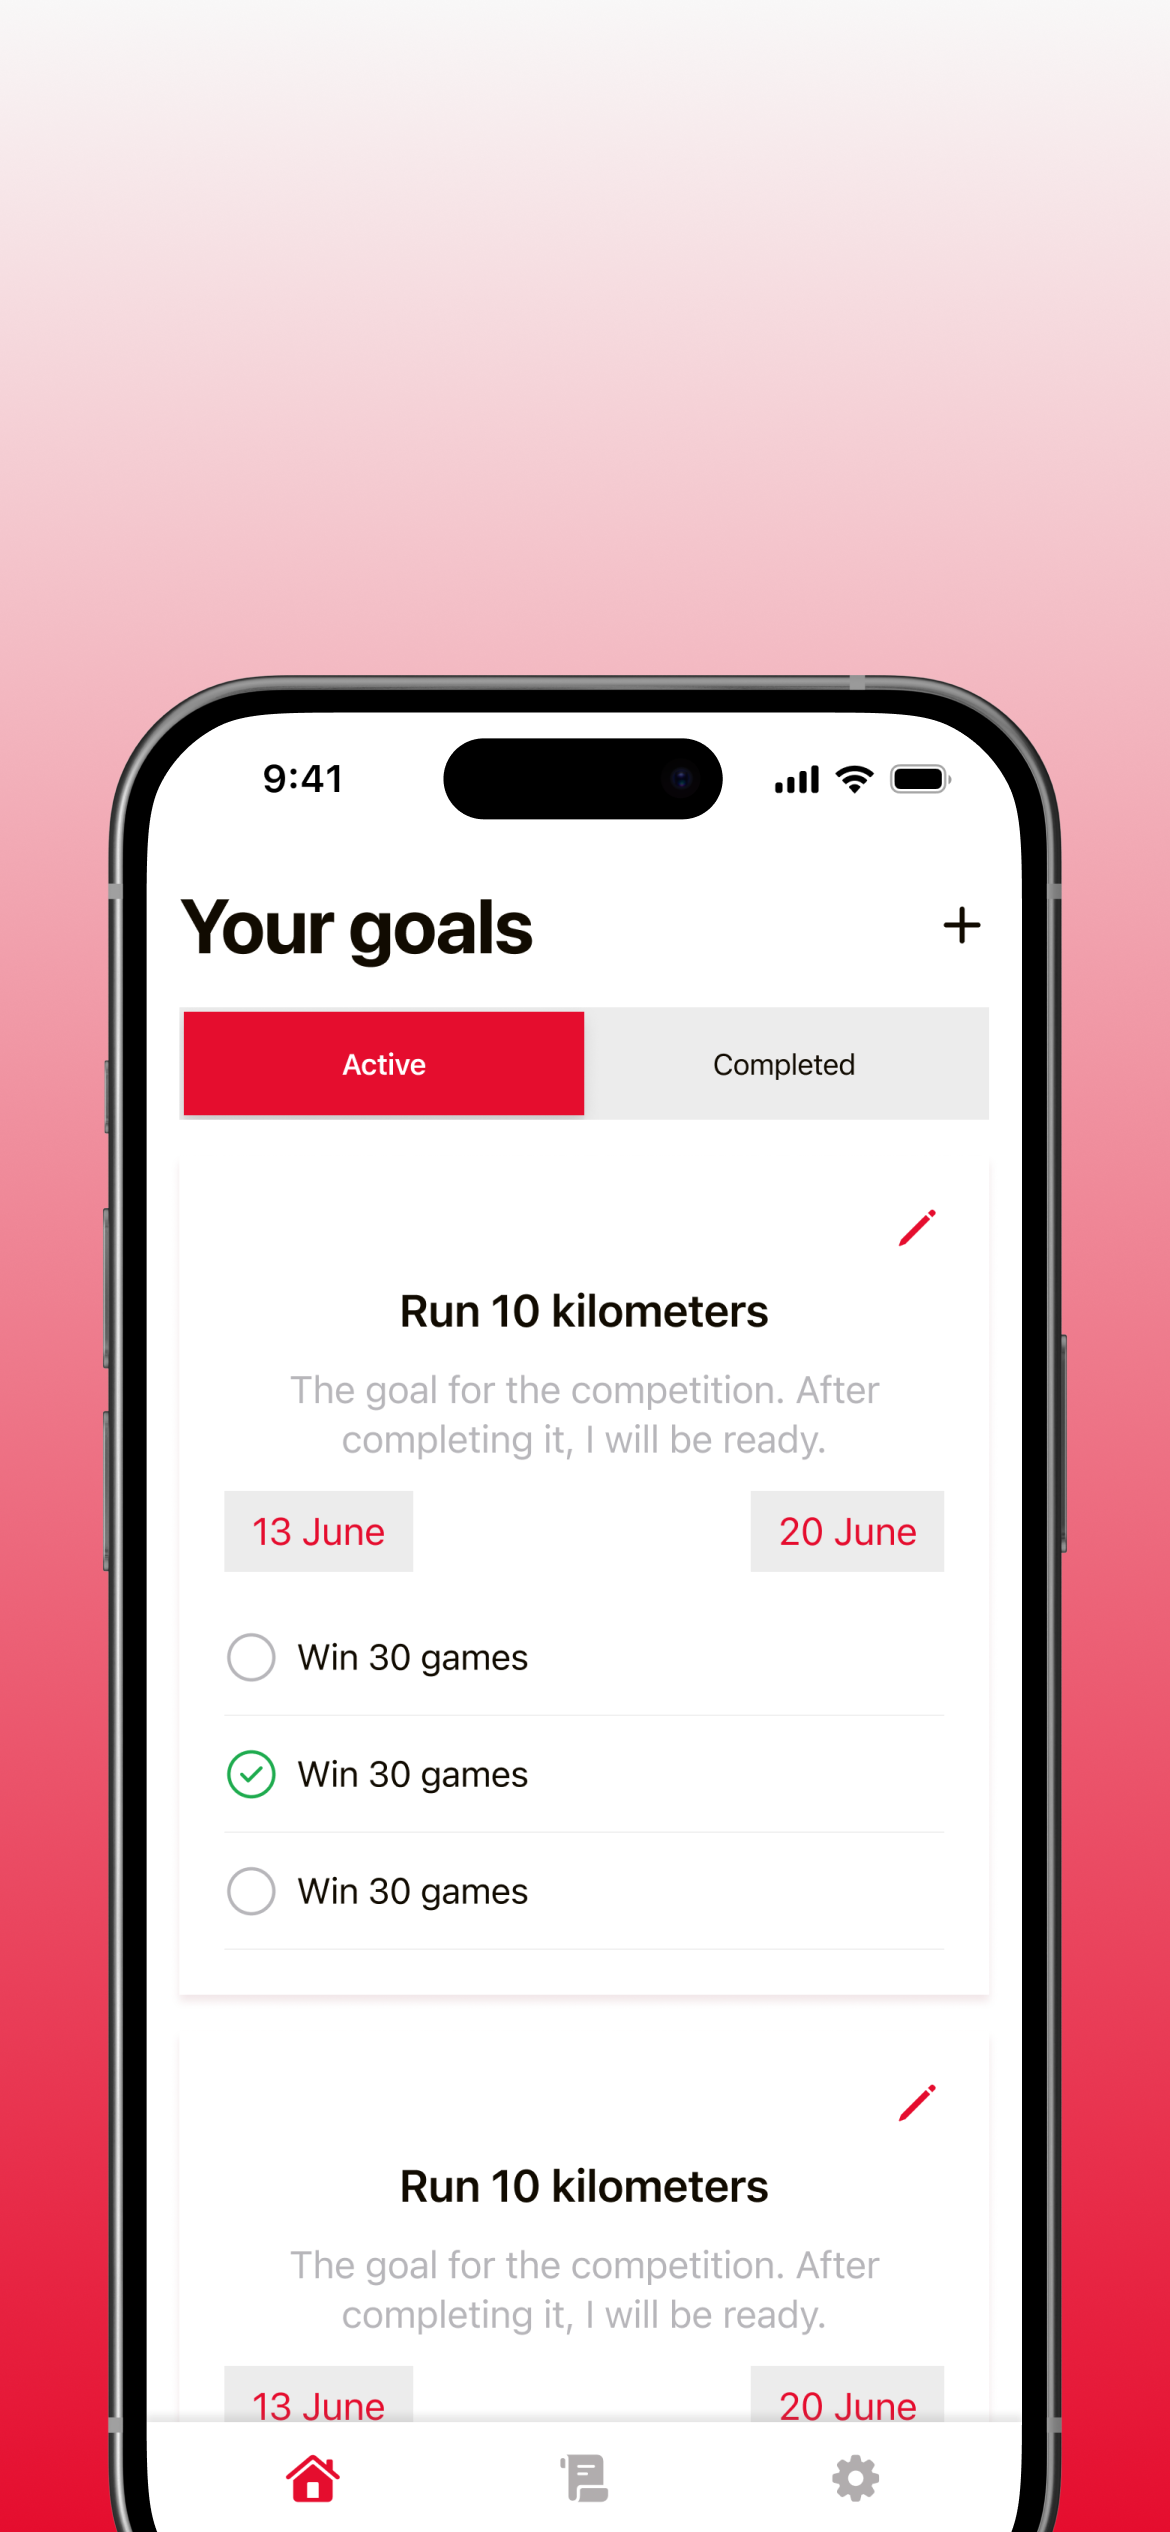 9:41
Your goals
Active
Completed
Run 10 kilometers
The goal for the competition. After
completing it, I will be ready.
13 June
20 June
Win 30 games
Win 30 games
Win 30 games
Run 10 kilometers
The goal for the competition. After
completing it, I will be ready.
13 June
20 June